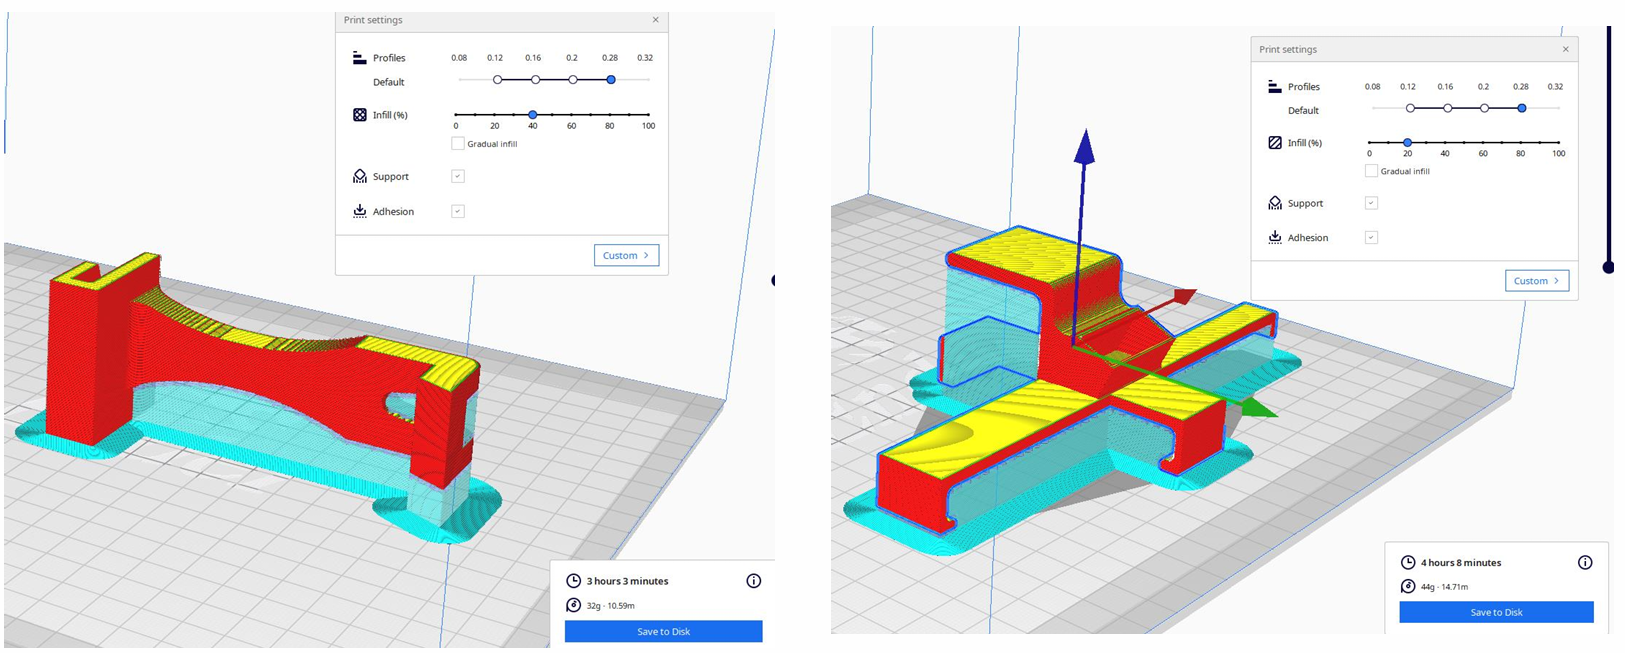 Print settings ×
Profiles 0.08 0.12 0.16 0.2 0.28 0.32
Default
Infill (%)
0 20 40 60 80 100
Gradual infill
Support
Adhesion
Custom >
3 hours 3 minutes
32g · 10.59m
Save to Disk
Print settings ×
Profiles 0.08 0.12 0.16 0.2 0.28 0.32
Default
Infill (%)
0 20 40 60 80 100
Gradual infill
Support
Adhesion
Custom >
4 hours 8 minutes
44g · 14.71m
Save to Disk